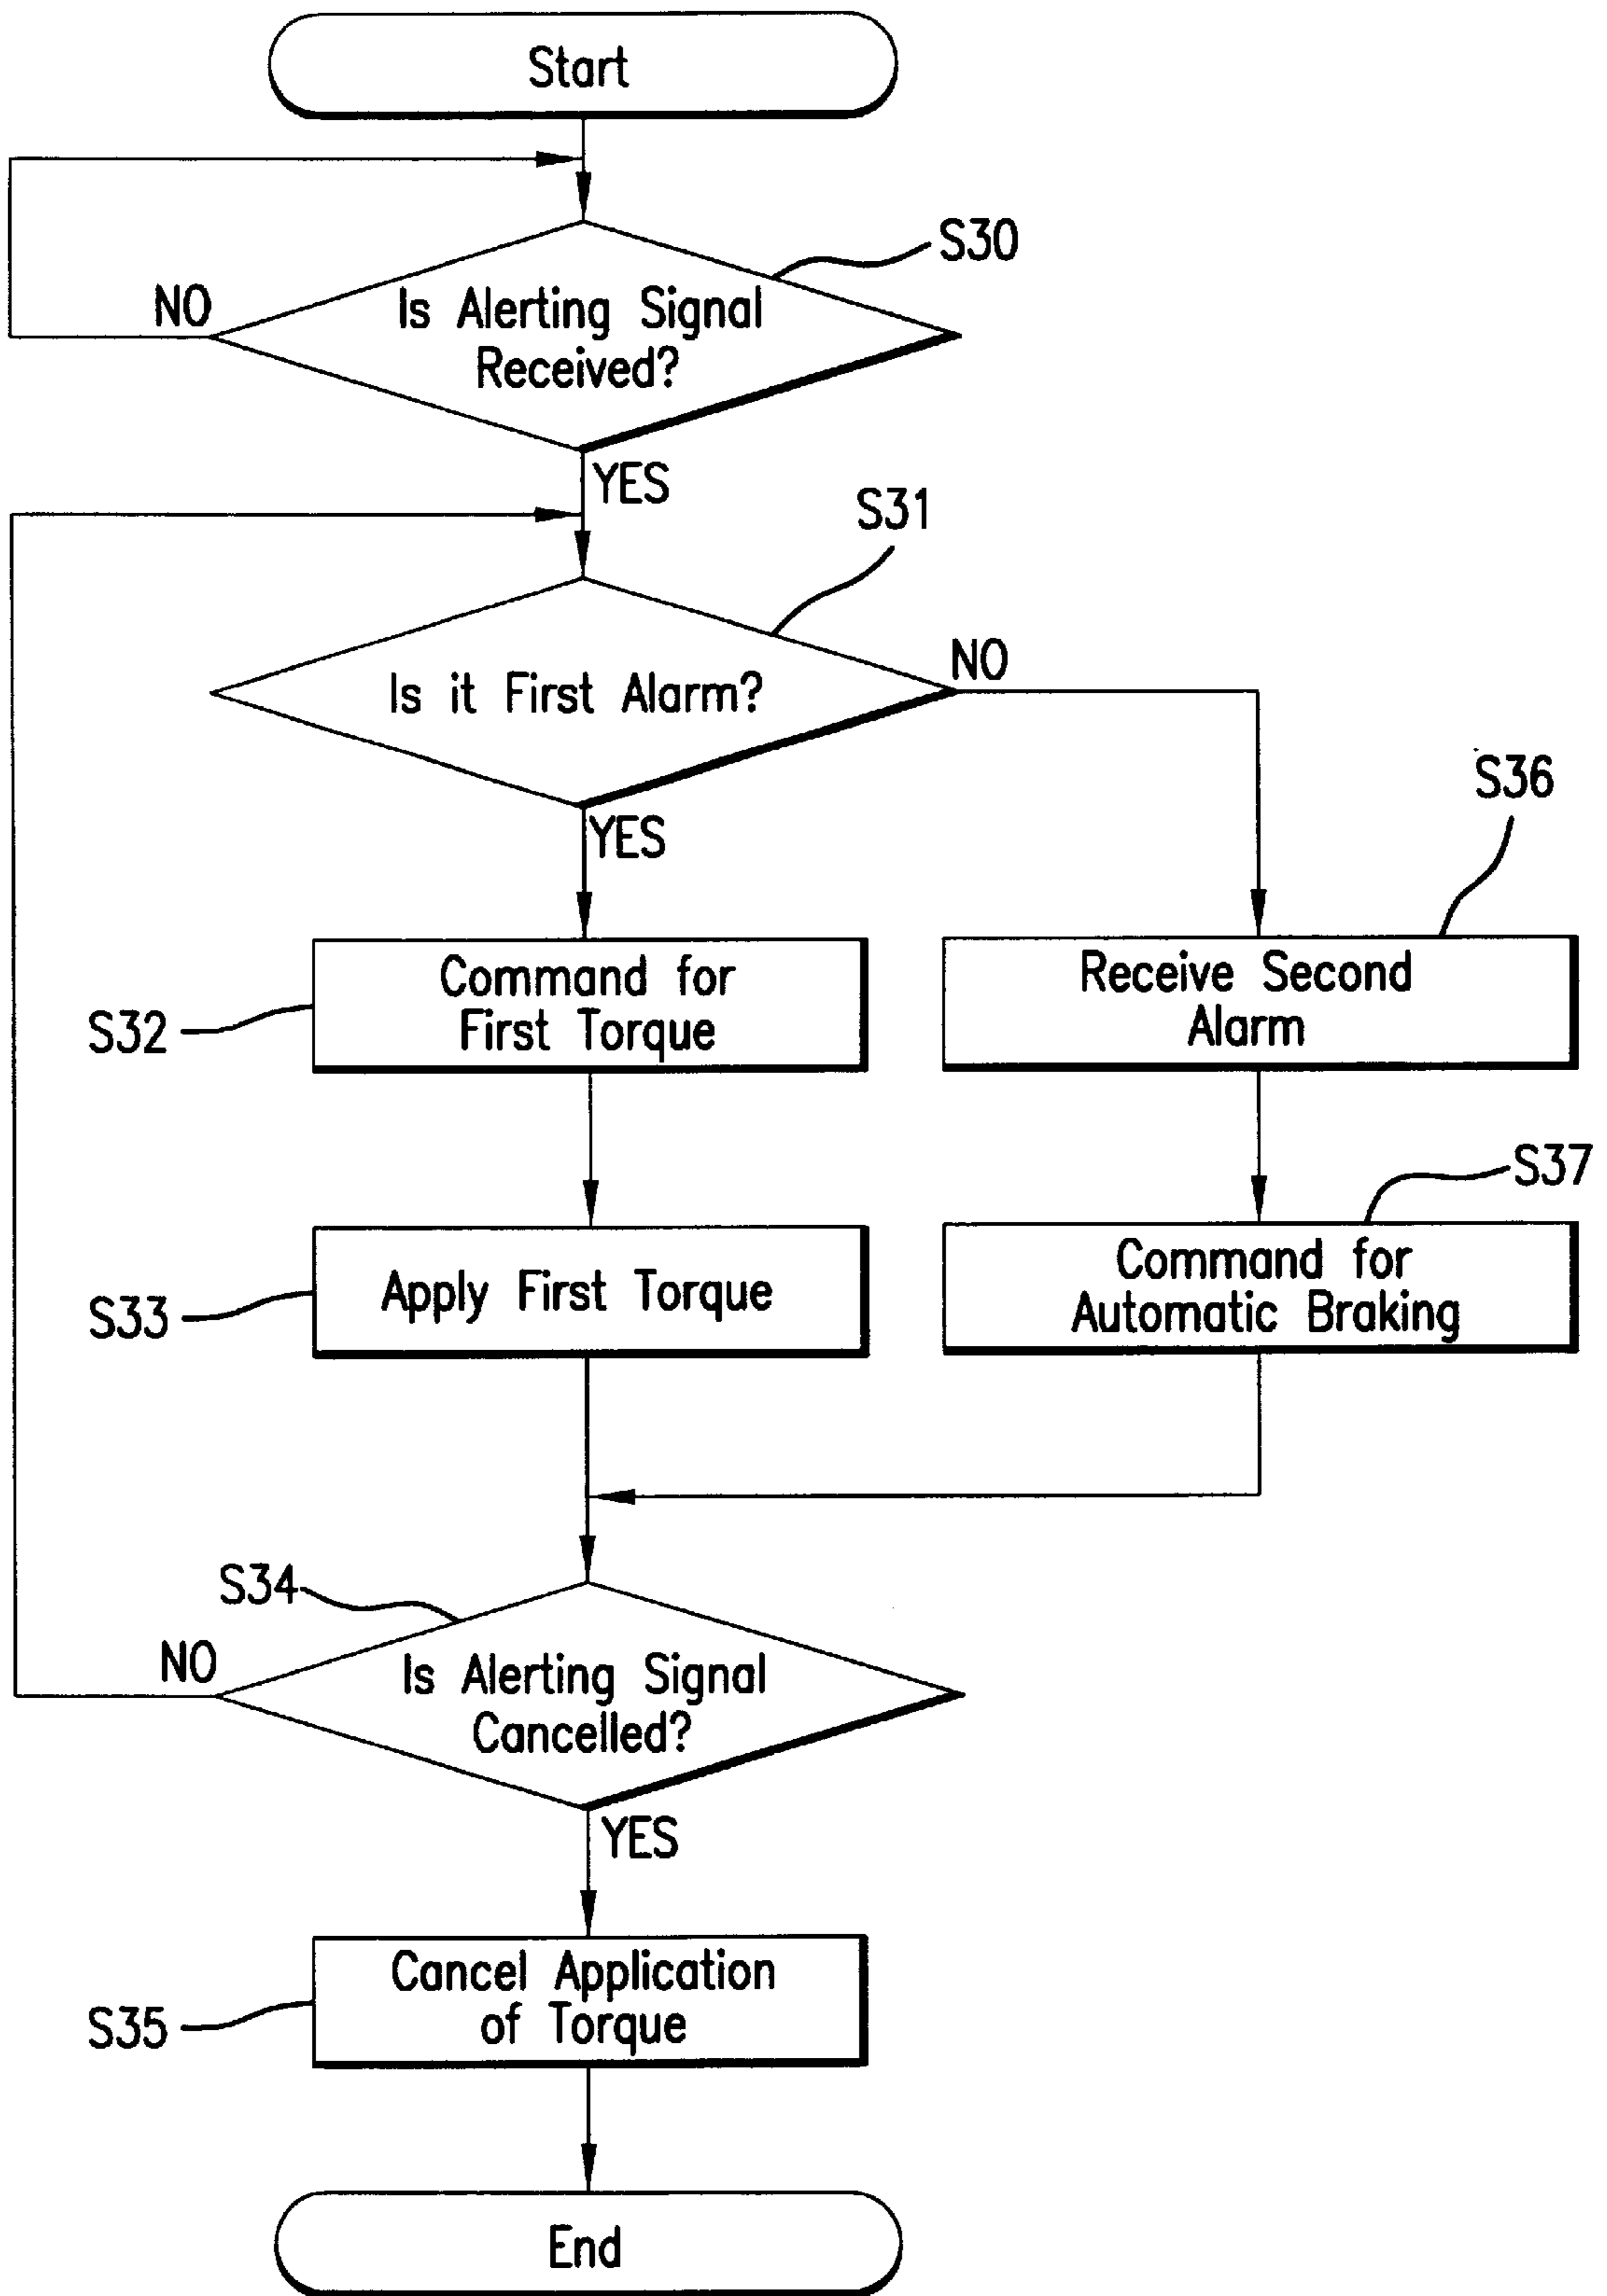 Start
S30
NO
Is Alerting Signal
Received?
YES
S31
NO
Is it First Alarm?
YES
S36
Command for
First Torque
S32
Receive Second
Alarm
S37
Apply First Torque
S33
Command for
Automatic Braking
S34
NO
Is Alerting Signal
Cancelled?
YES
Cancel Application
of Torque
S35
End